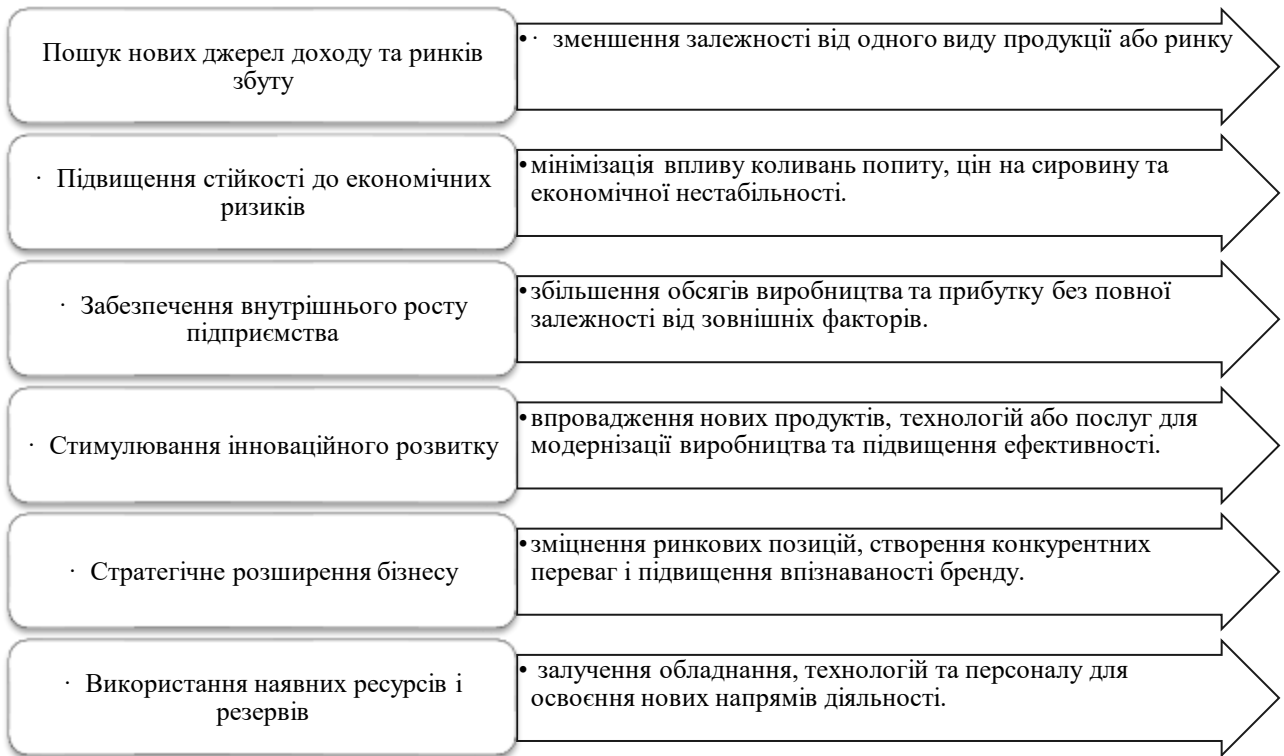 Пошук нових джерел доходу та ринків
збуту
• · зменшення залежності від одного виду продукції або ринку
· Підвищення стійкості до економічних
ризиків
• мінімізація впливу коливань попиту, цін на сировину та
економічної нестабільності.
· Забезпечення внутрішнього росту
підприємства
• збільшення обсягів виробництва та прибутку без повної
залежності від зовнішніх факторів.
· Стимулювання інноваційного розвитку
• впровадження нових продуктів, технологій або послуг для
модернізації виробництва та підвищення ефективності.
· Стратегічне розширення бізнесу
• зміцнення ринкових позицій, створення конкурентних
переваг і підвищення впізнаваності бренду.
· Використання наявних ресурсів і
резервів
• залучення обладнання, технологій та персоналу для
освоєння нових напрямів діяльності.